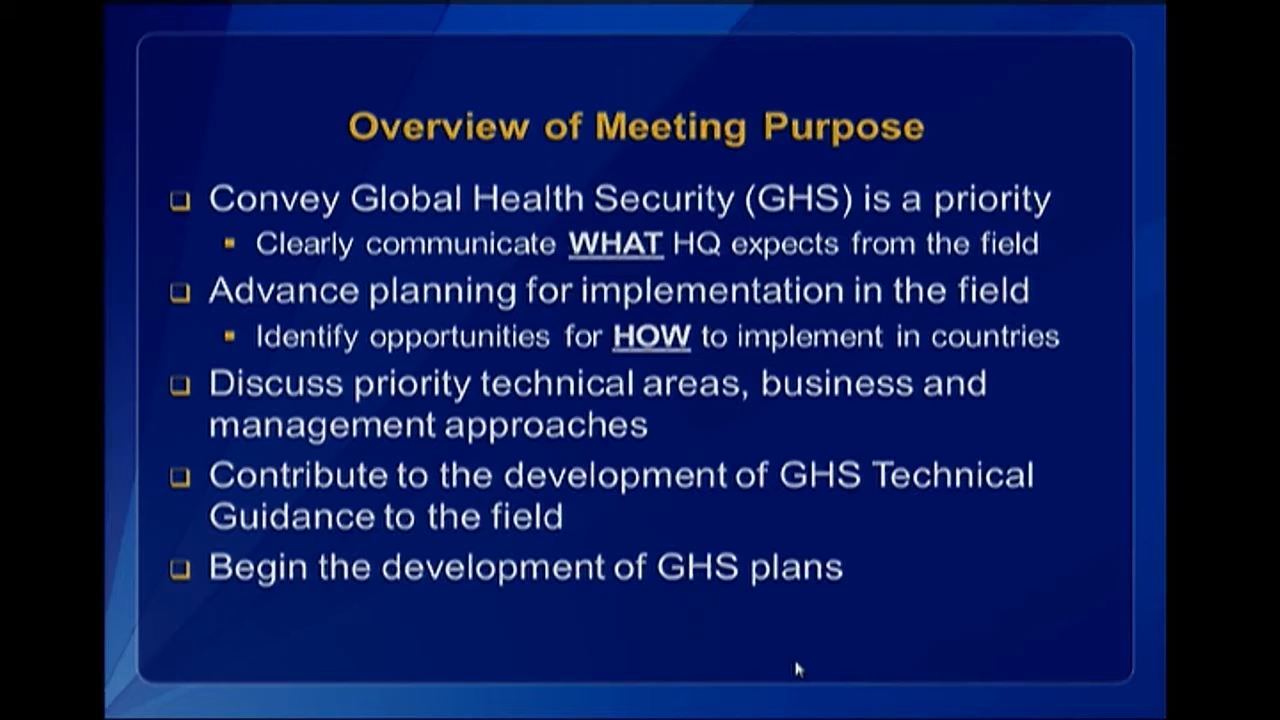 Overview of Meeting Purpose
Convey Global Health Security (GHS) is a priority
Clearly communicate WHAT HQ expects from the field
Advance planning for implementation in the field
Identify opportunities for HOW to implement in countries
Discuss priority technical areas, business and
management approaches
Contribute to the development of GHS Technical
Guidance to the field
Begin the development of GHS plans